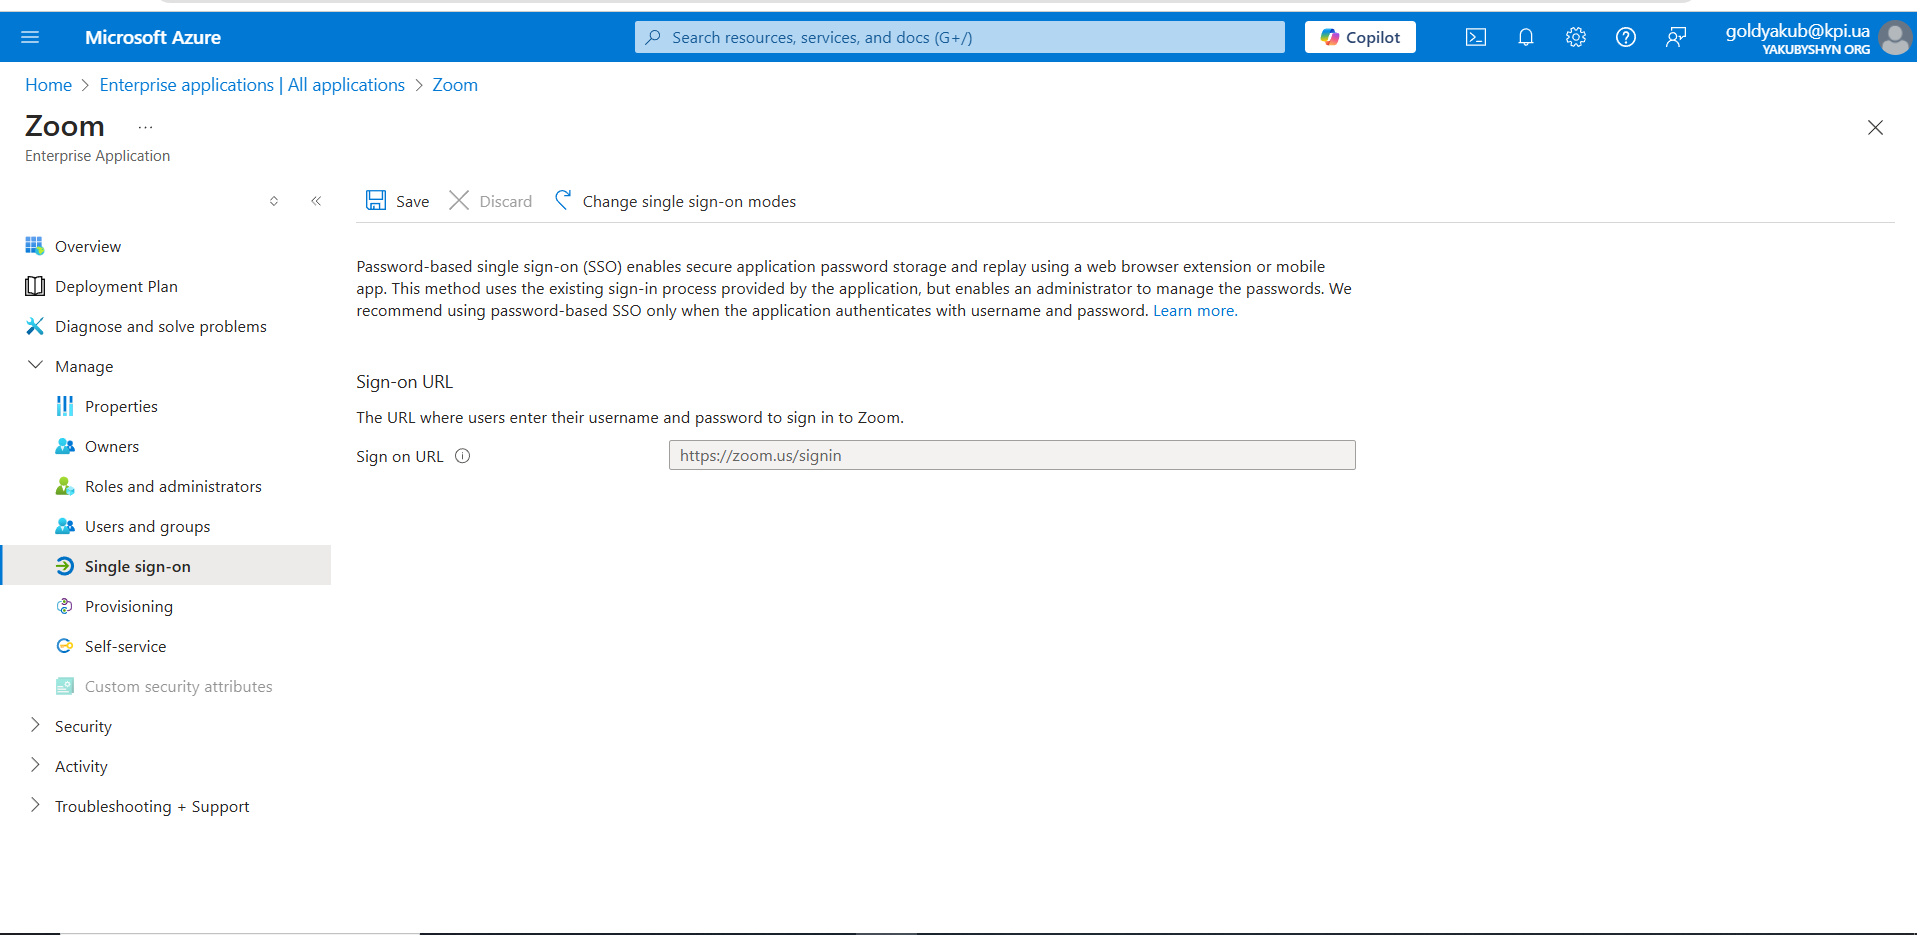 Microsoft Azure
Search resources, services, and docs (G+/)
Copilot
goldyakub@kpi.ua
YAKUBYSHYN ORG
Home > Enterprise applications | All applications > Zoom
Zoom ...
Enterprise Application
Save
Discard
Change single sign-on modes
Overview
Deployment Plan
Diagnose and solve problems
Manage
Properties
Owners
Roles and administrators
Users and groups
Single sign-on
Provisioning
Self-service
Custom security attributes
Security
Activity
Troubleshooting + Support
Password-based single sign-on (SSO) enables secure application password storage and replay using a web browser extension or mobile
app. This method uses the existing sign-in process provided by the application, but enables an administrator to manage the passwords. We
recommend using password-based SSO only when the application authenticates with username and password. Learn more.
Sign-on URL
The URL where users enter their username and password to sign in to Zoom.
Sign on URL
https://zoom.us/signin